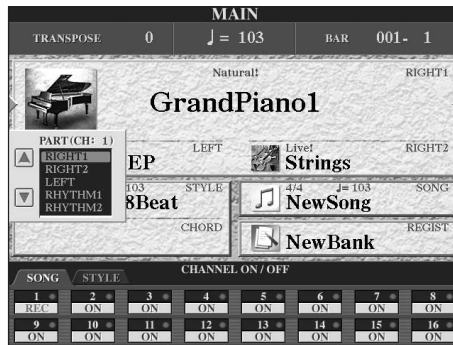 MAIN
TRANSPOSE 0 ♩= 103 BAR 001- 1
Natural! RIGHT1
GrandPiano1
PART(CH: 1)
RIGHT1
RIGHT2
LEFT
RHYTHM1
RHYTHM2
LEFT
EP
Live! RIGHT2
Strings
103 STYLE
8Beat
4/4 ♩= 103 SONG
NewSong
CHORD
REGIST
NewBank
SONG STYLE CHANNEL ON / OFF
1 2 3 4 5 6 7 8
REC ON ON ON ON ON ON ON
9 10 11 12 13 14 15 16
ON ON ON ON ON ON ON ON